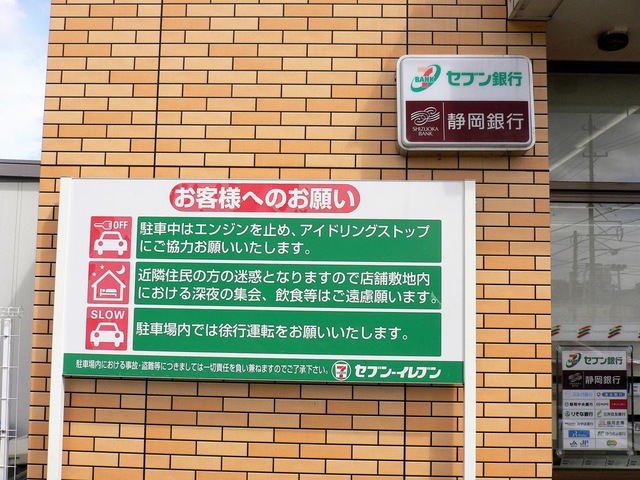 7
BANK
セブン銀行
SHIZUOKA
BANK
静岡銀行
お客様へのお願い
OFF
駐車中はエンジンを止め、アイドリングストップ
にご協力お願いいたします。
近隣住民の方の迷惑となりますので店舗敷地内
における深夜の集会、飲食等はご遠慮願います。
SLOW
駐車場内では徐行運転をお願いいたします。
駐車場内における事故・盗難等につきましては一切責任を負い兼ねますのでご了承下さい。
セブン-イレブン
セブン銀行
静岡銀行
りそな銀行